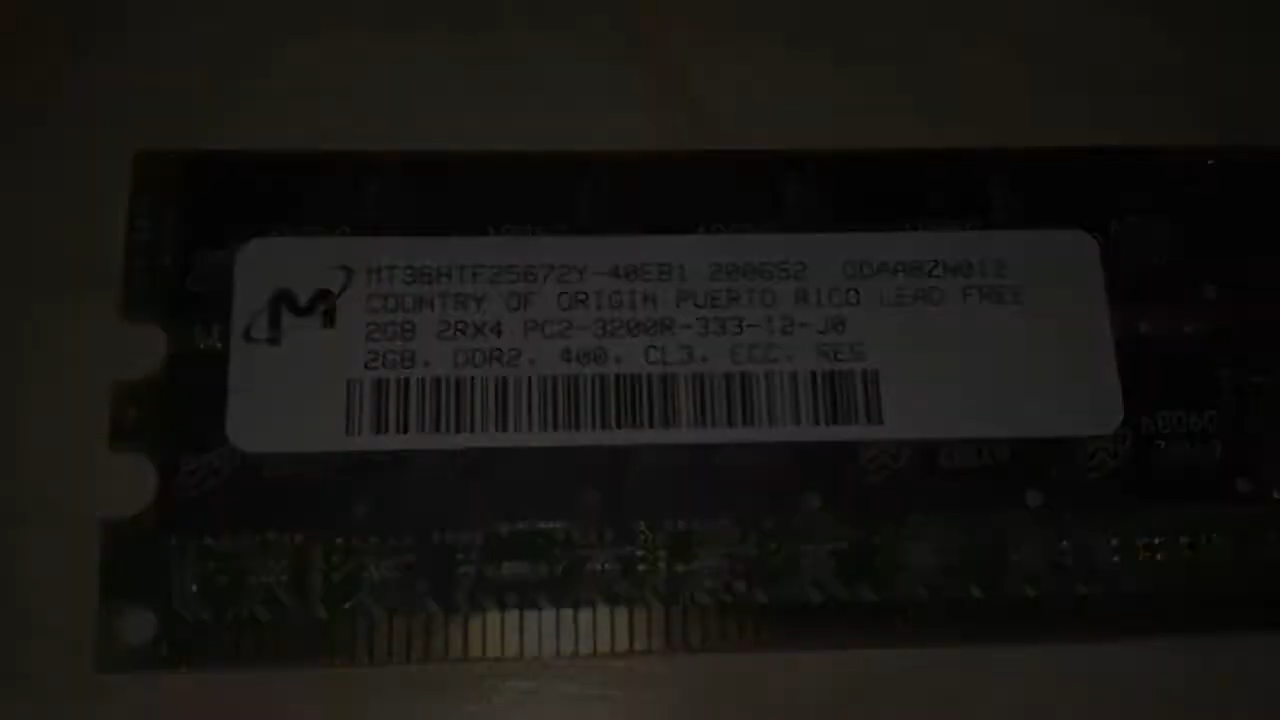 MT36HTF25672Y-40EB1 200652
COUNTRY OF ORIGIN PUERTO RICO LEAD FREE
2GB 2RX4 PC2-3200R-333-12-J0
2GB, DDR2, 400, CL3, ECC, REG